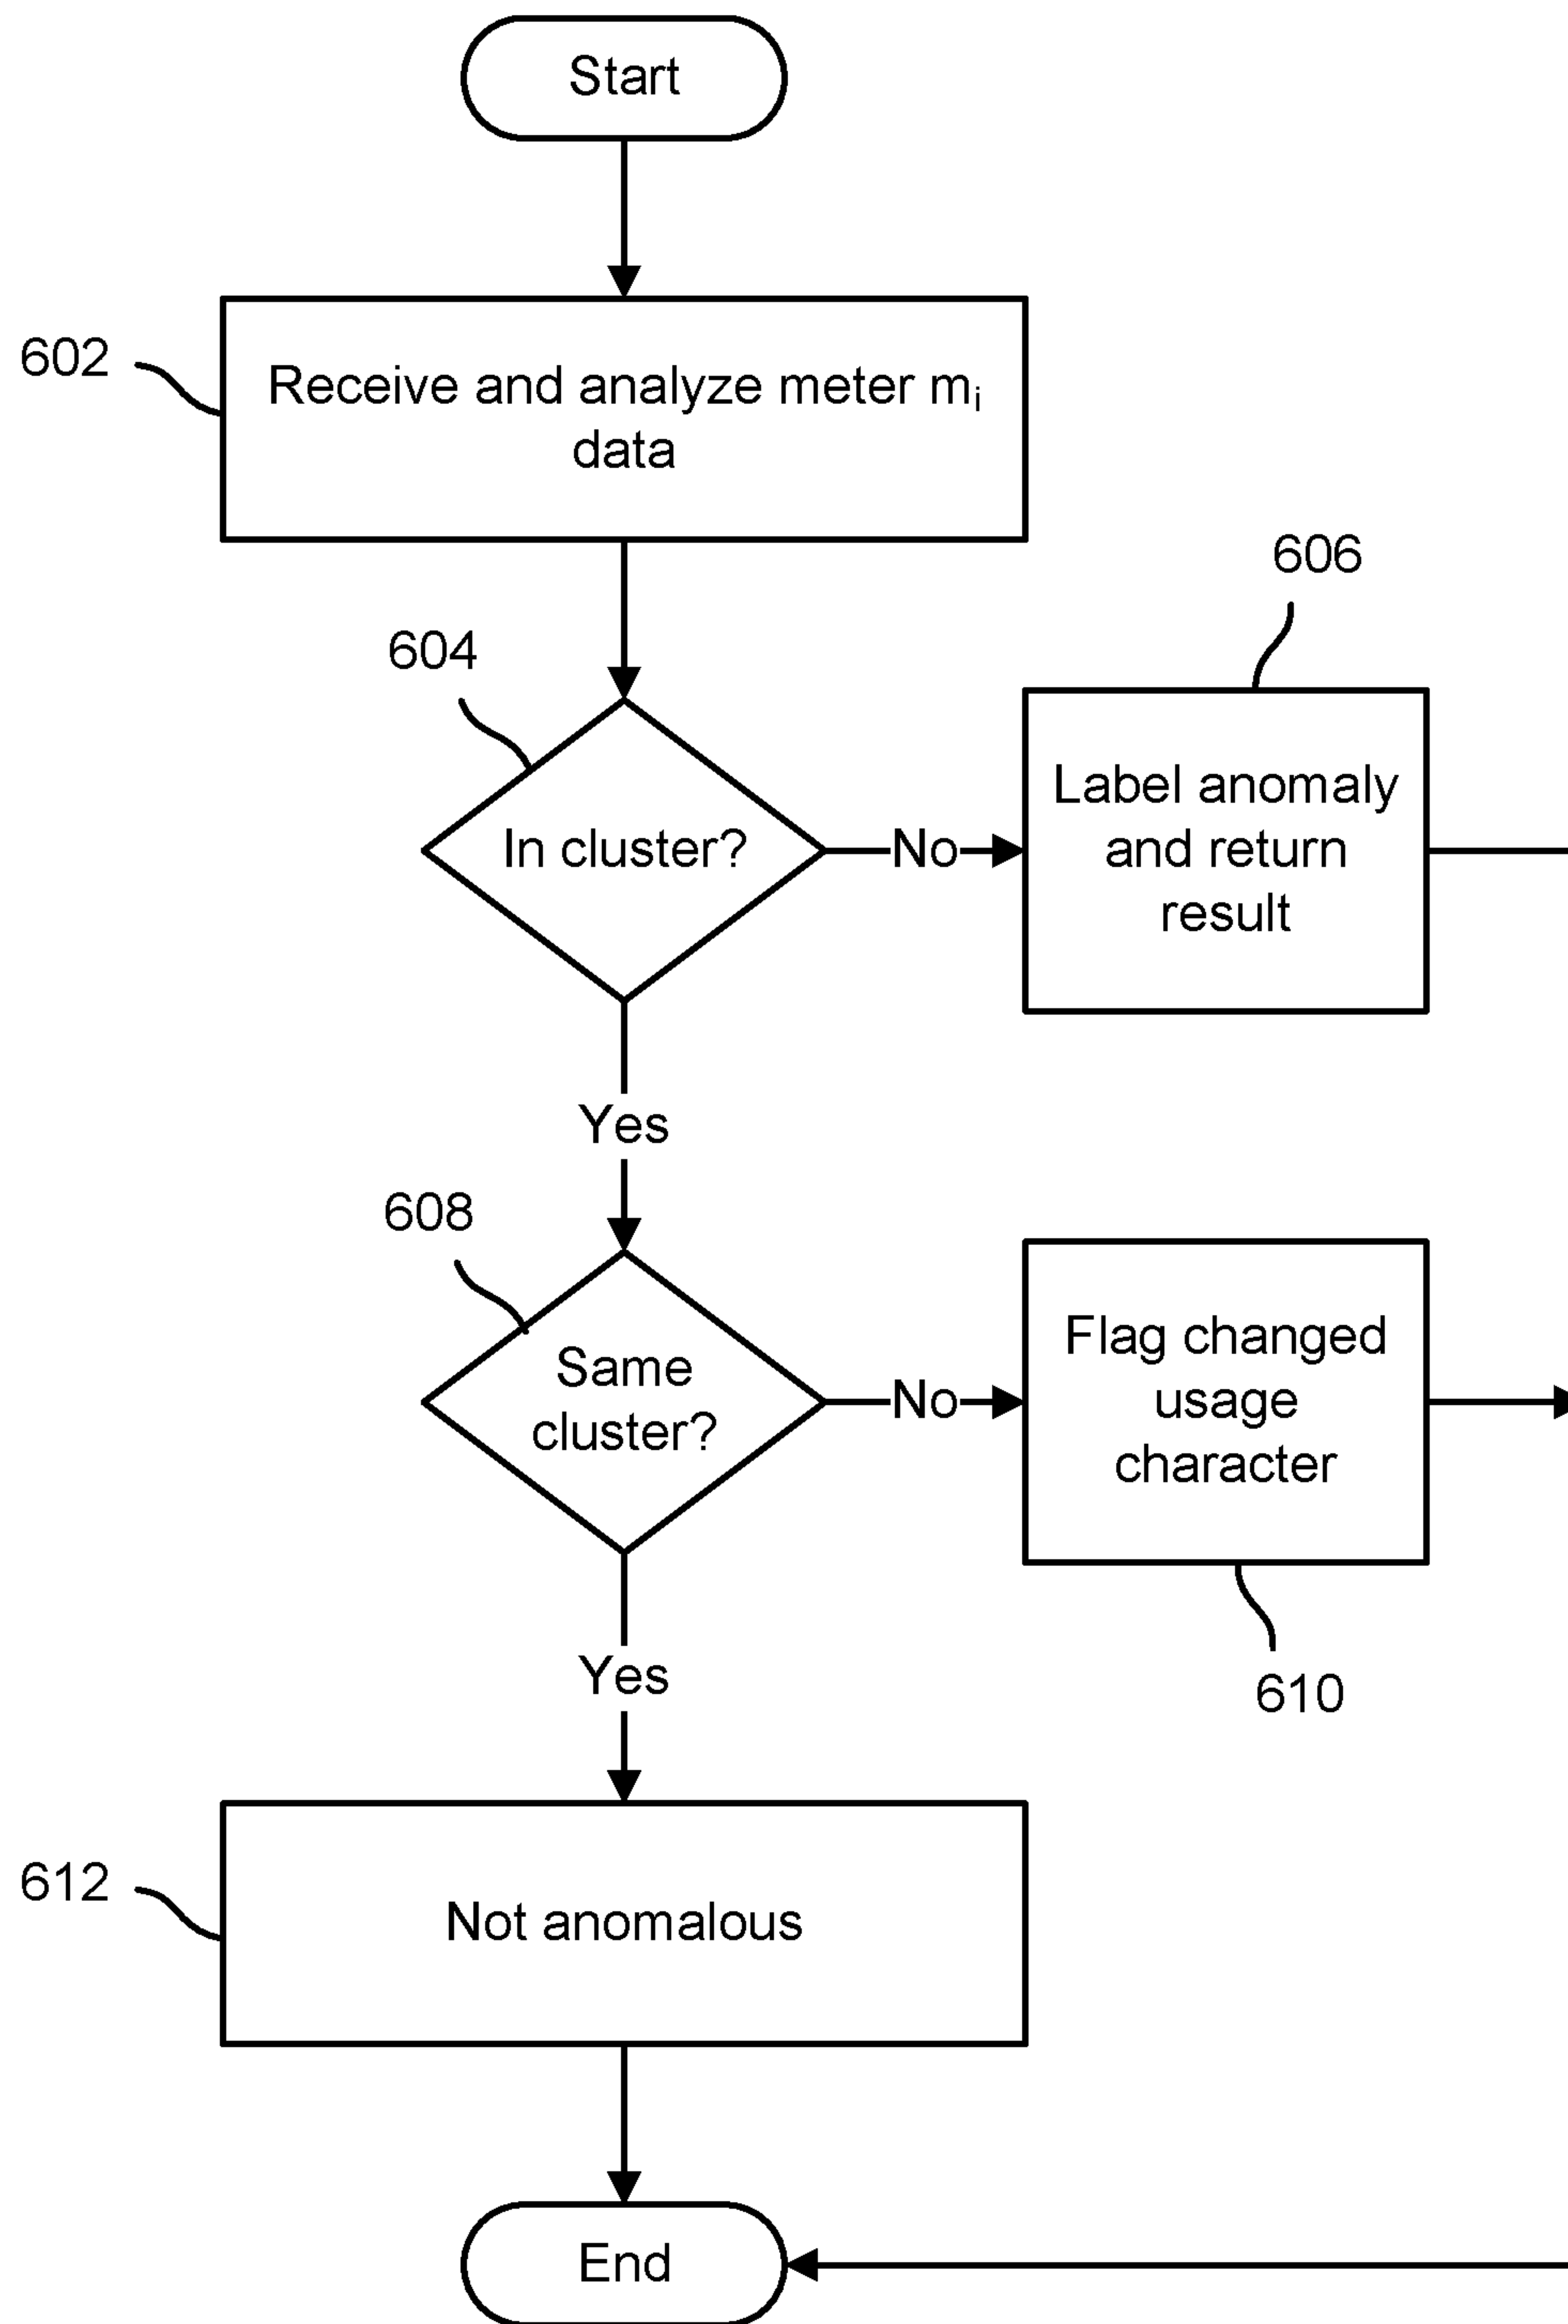 Start
602
Receive and analyze meter mᵢ
data
606
604
In cluster?
No
Label anomaly
and return
result
Yes
608
Same
cluster?
No
Flag changed
usage
character
Yes
610
612
Not anomalous
End